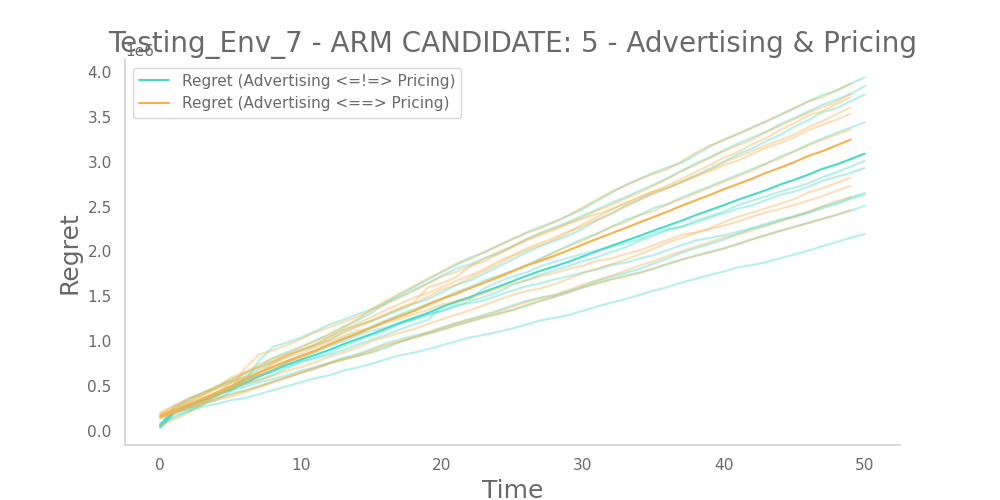 Testing_Env_7 - ARM CANDIDATE: 5 - Advertising & Pricing
1e6
4.0
3.5
3.0
2.5
2.0
1.5
1.0
0.5
0.0
Regret
Regret (Advertising <=!=> Pricing)
Regret (Advertising <==> Pricing)
0 10 20 30 40 50
Time